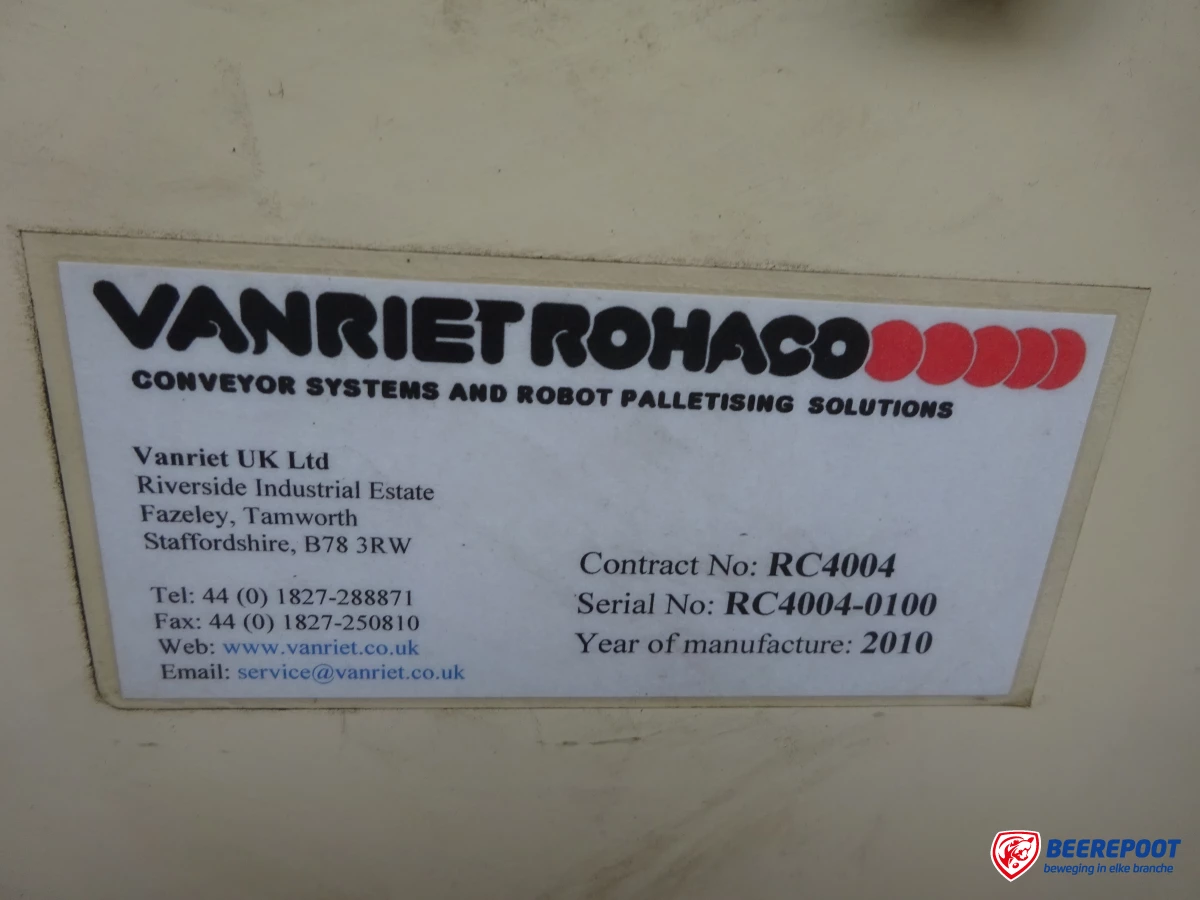 VANRIET ROHACO
CONVEYOR SYSTEMS AND ROBOT PALLETISING SOLUTIONS
Vanriet UK Ltd
Riverside Industrial Estate
Fazeley, Tamworth
Staffordshire, B78 3RW
Tel: 44 (0) 1827-288871
Fax: 44 (0) 1827-250810
Web: www.vanriet.co.uk
Email: service@vanriet.co.uk
Contract No: RC4004
Serial No: RC4004-0100
Year of manufacture: 2010
BEEREPOOT
beweging in elke branche